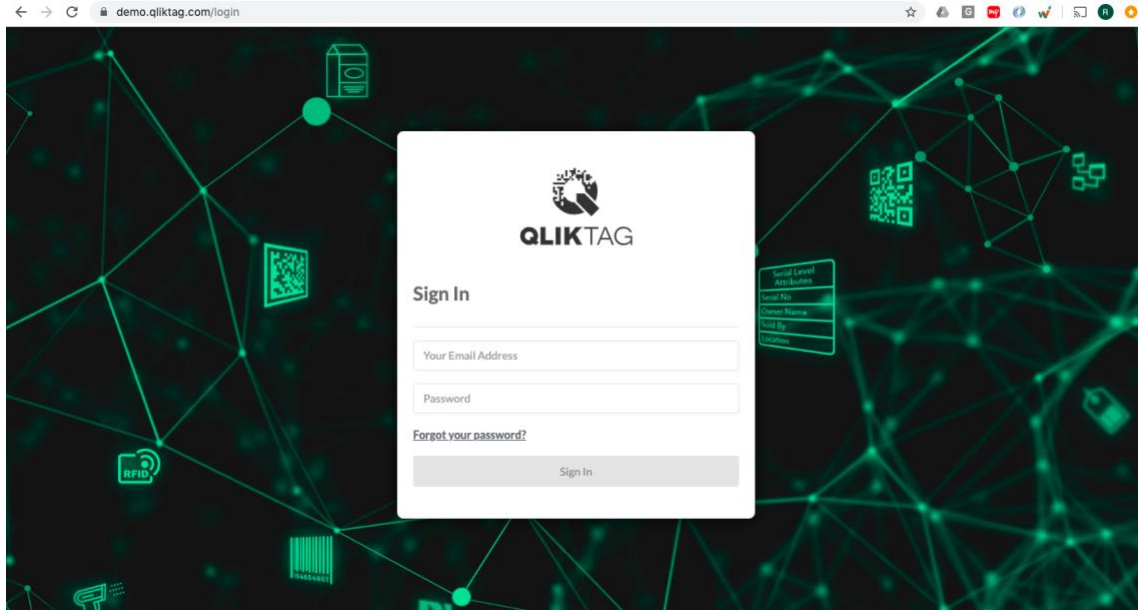 demo.qliktag.com/login
G
R
QLIKTAG
Sign In
Your Email Address
Password
Forgot your password?
Sign In
Serial Level
Attributes
Serial No
Owner Name
Sold By
Location
RFID